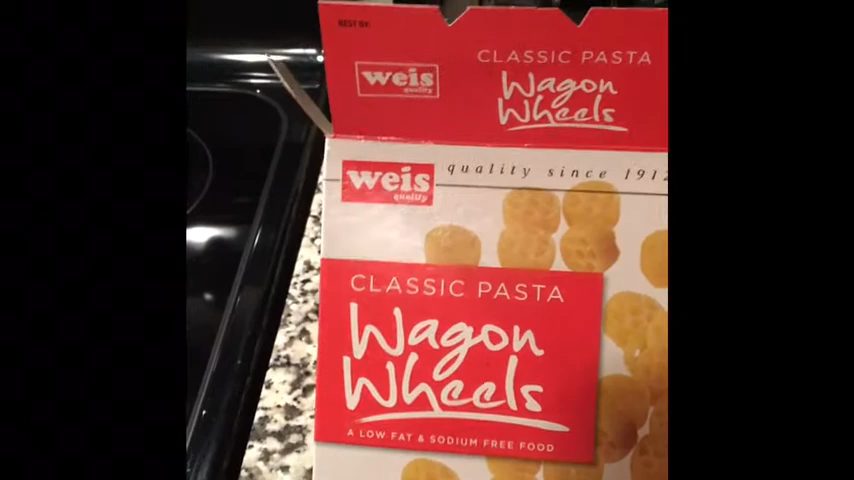 BEST BY:
CLASSIC PASTA
weis
quality
Wagon
Wheels
weis
quality
quality since 1912
CLASSIC PASTA
Wagon
Wheels
A LOW FAT & SODIUM FREE FOOD